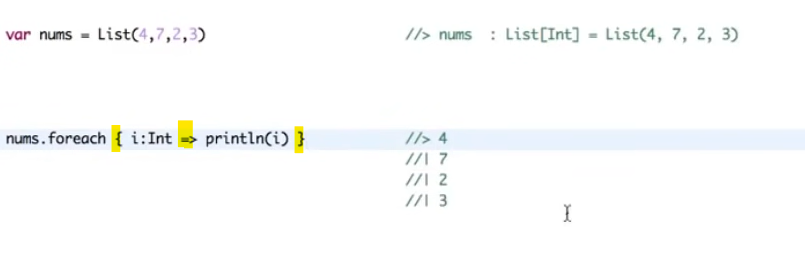 var nums = List(4,7,2,3) //> nums : List[Int] = List(4, 7, 2, 3)
nums.foreach { i:Int => println(i) } //> 4
//| 7
//| 2
//| 3